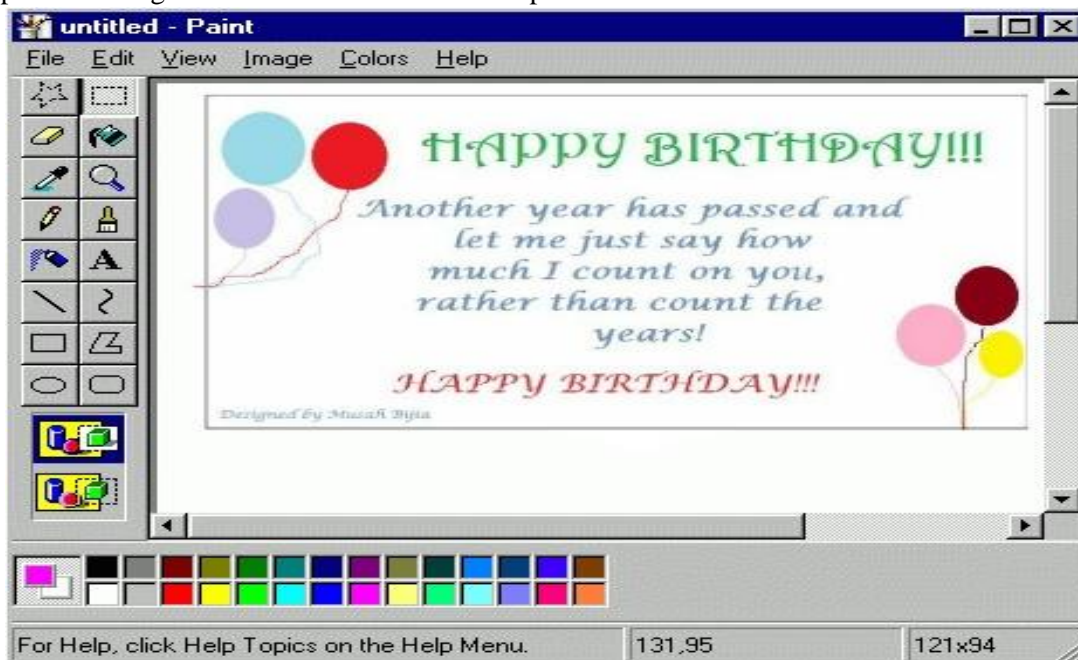 untitled - Paint
File Edit View Image Colors Help
A
HAPPY BIRTHDAY!!!
Another year has passed and
let me just say how
much I count on you,
rather than count the
years!
HAPPY BIRTHDAY!!!
Designed by Musah Bijia
For Help, click Help Topics on the Help Menu.
131,95
121x94